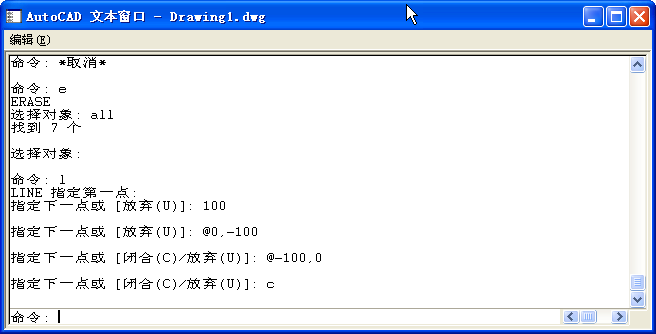 AutoCAD 文本窗口 - Drawing1.dwg
编辑(E)
命令: *取消*
命令: e
ERASE
选择对象: all
找到 7 个
选择对象:
命令: l
LINE 指定第一点:
指定下一点或 [放弃(U)]: 100
指定下一点或 [放弃(U)]: @0,-100
指定下一点或 [闭合(C)/放弃(U)]: @-100,0
指定下一点或 [闭合(C)/放弃(U)]: c
命令: